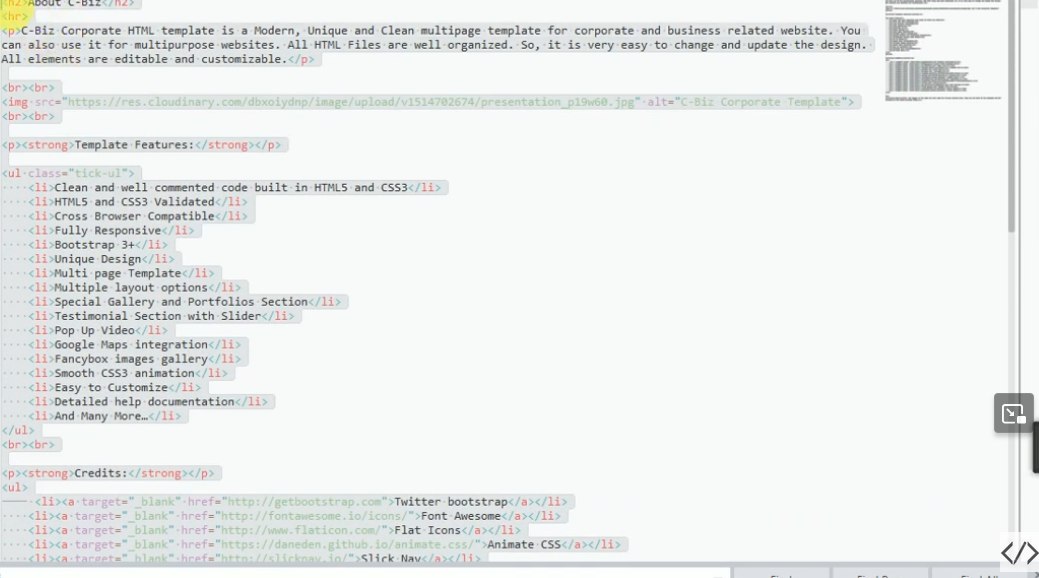 <h2>About C-Biz</h2>
<hr>
<p>C-Biz Corporate HTML template is a Modern, Unique and Clean multipage template for corporate and business related website. You
can also use it for multipurpose websites. All HTML Files are well organized. So, it is very easy to change and update the design.
All elements are editable and customizable.</p>
<br><br>
<img src="https://res.cloudinary.com/dbxoiydnp/image/upload/v1514702674/presentation_p19w60.jpg" alt="C-Biz Corporate Template">
<br><br>
<p><strong>Template Features:</strong></p>
<ul class="tick-ul">
<li>Clean and well commented code built in HTML5 and CSS3</li>
<li>HTML5 and CSS3 Validated</li>
<li>Cross Browser Compatible</li>
<li>Fully Responsive</li>
<li>Bootstrap 3+</li>
<li>Unique Design</li>
<li>Multi page Template</li>
<li>Multiple layout options</li>
<li>Special Gallery and Portfolios Section</li>
<li>Testimonial Section with Slider</li>
<li>Pop Up Video</li>
<li>Google Maps integration</li>
<li>Fancybox images gallery</li>
<li>Smooth CSS3 animation</li>
<li>Easy to Customize</li>
<li>Detailed help documentation</li>
<li>And Many More…</li>
</ul>
<br><br>
<p><strong>Credits:</strong></p>
<ul>
<li><a target="_blank" href="http://getbootstrap.com">Twitter bootstrap</a></li>
<li><a target="_blank" href="http://fontawesome.io/icons/">Font Awesome</a></li>
<li><a target="_blank" href="http://www.flaticon.com/">Flat Icons</a></li>
<li><a target="_blank" href="https://daneden.github.io/animate.css/">Animate CSS</a></li>
<li><a target="_blank" href="http://slicknav.io/">Slick Nav</a></li>